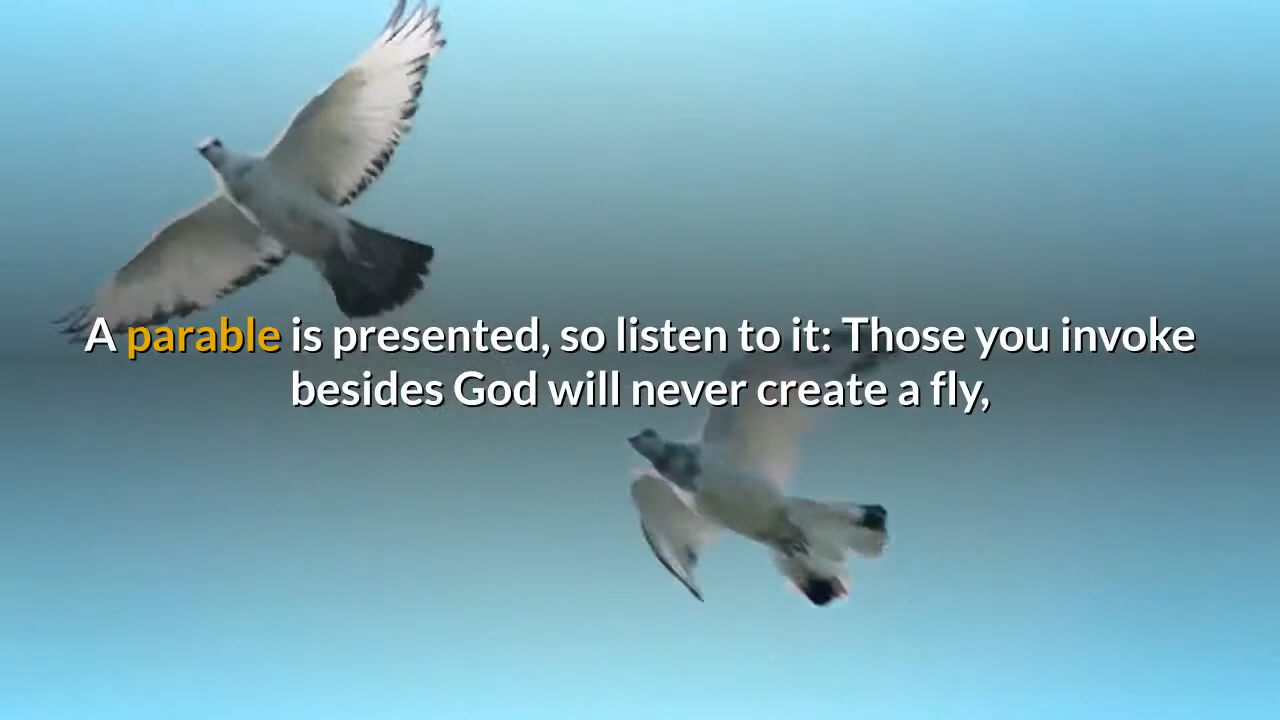 A parable is presented, so listen to it: Those you invoke
besides God will never create a fly,